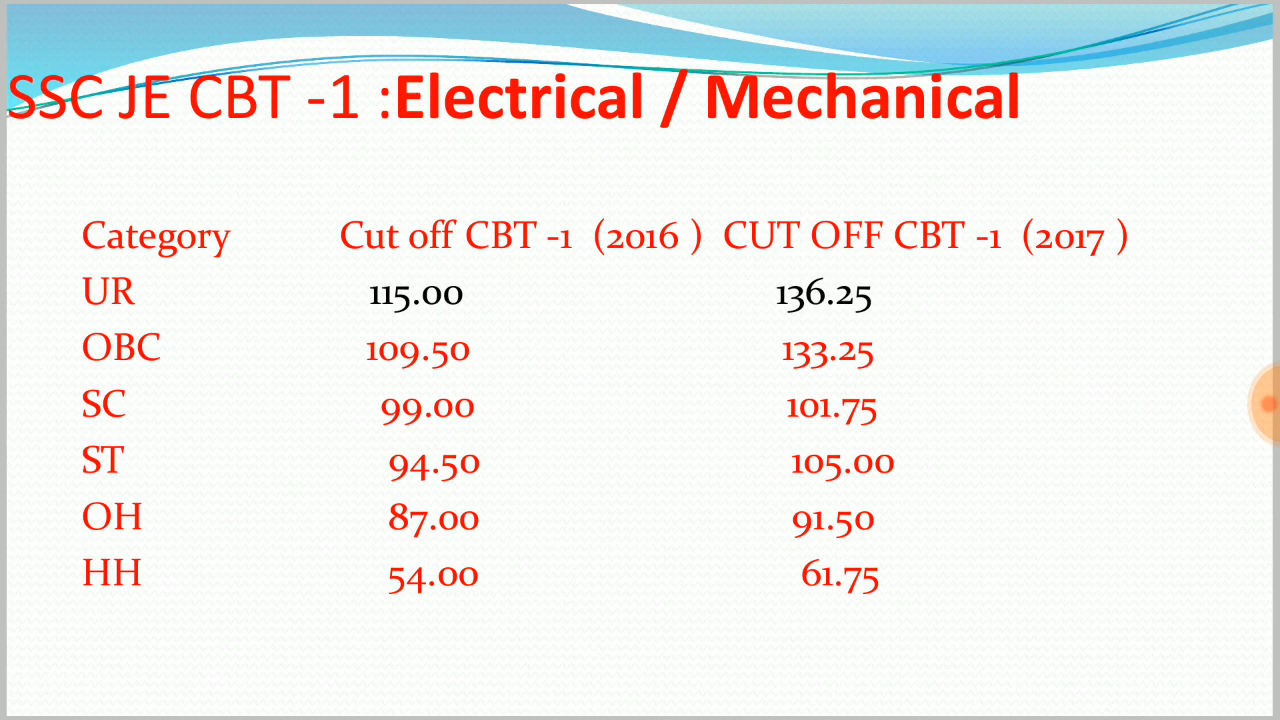 SSC JE CBT -1 :Electrical / Mechanical
Category Cut off CBT -1 (2016 ) CUT OFF CBT -1 (2017 )
UR 115.00 136.25
OBC 109.50 133.25
SC 99.00 101.75
ST 94.50 105.00
OH 87.00 91.50
HH 54.00 61.75